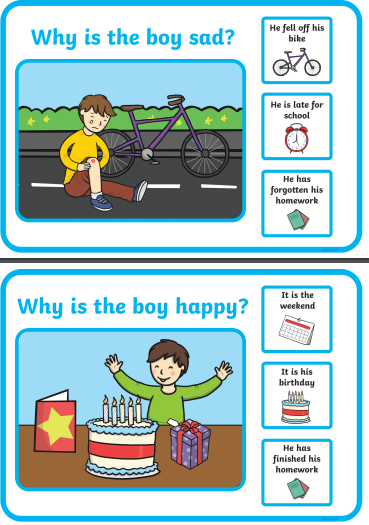 Why is the boy sad?
He fell off his
bike
He is late for
school
He has
forgotten his
homework
Why is the boy happy?
It is the
weekend
It is his
birthday
He has
finished his
homework